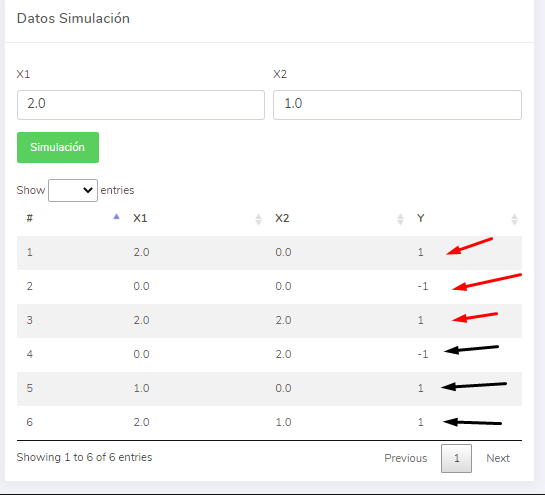 Datos Simulación
X1 X2
2.0 1.0
Simulación
Show entries
# X1 X2 Y
1 2.0 0.0 1
2 0.0 0.0 -1
3 2.0 2.0 1
4 0.0 2.0 -1
5 1.0 0.0 1
6 2.0 1.0 1
Showing 1 to 6 of 6 entries Previous 1 Next